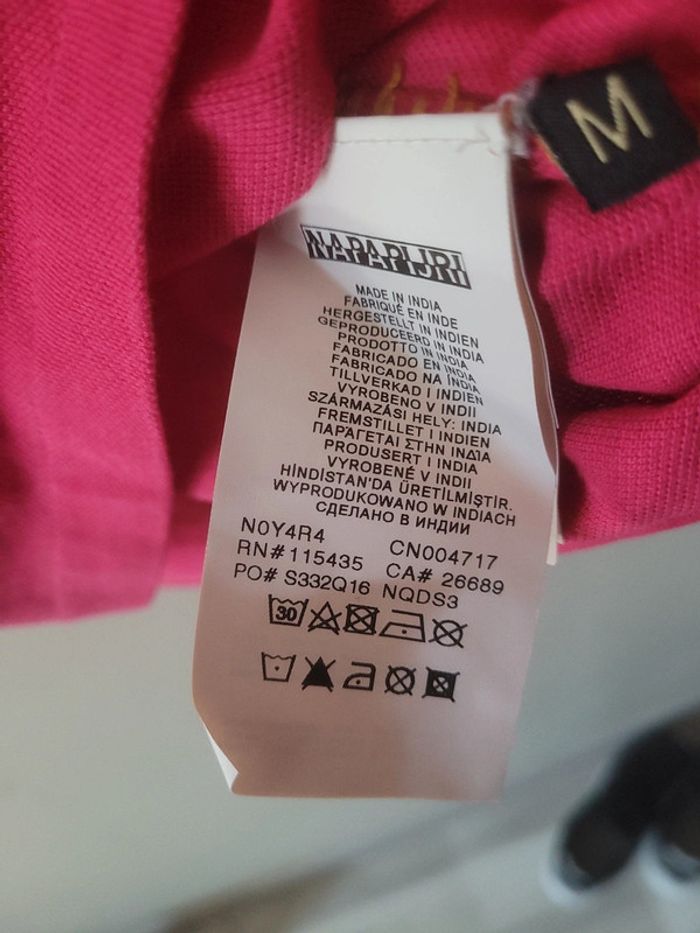 M
NAPAPIJRI
MADE IN INDIA
FABRIQUÉ EN INDE
HERGESTELLT IN INDIEN
GEPRODUCEERD IN INDIA
PRODOTTO IN INDIA
FABRICADO EN INDIA
FABRICADO NA ÍNDIA
TILLVERKAD I INDIEN
VYROBENO V INDII
SZÁRMAZÁSI HELY: INDIA
FREMSTILLET I INDIEN
ΠΑΡΑΓΕΤΑΙ ΣΤΗΝ ΙΝΔΙΑ
PRODUSERT I INDIA
VYROBENÉ V INDII
HİNDİSTAN'DA ÜRETİLMİŞTİR.
WYPRODUKOWANO W INDIACH
СДЕЛАНО В ИНДИИ
N0Y4R4 CN004717
RN#115435 CA# 26689
PO# S332Q16 NQDS3
30